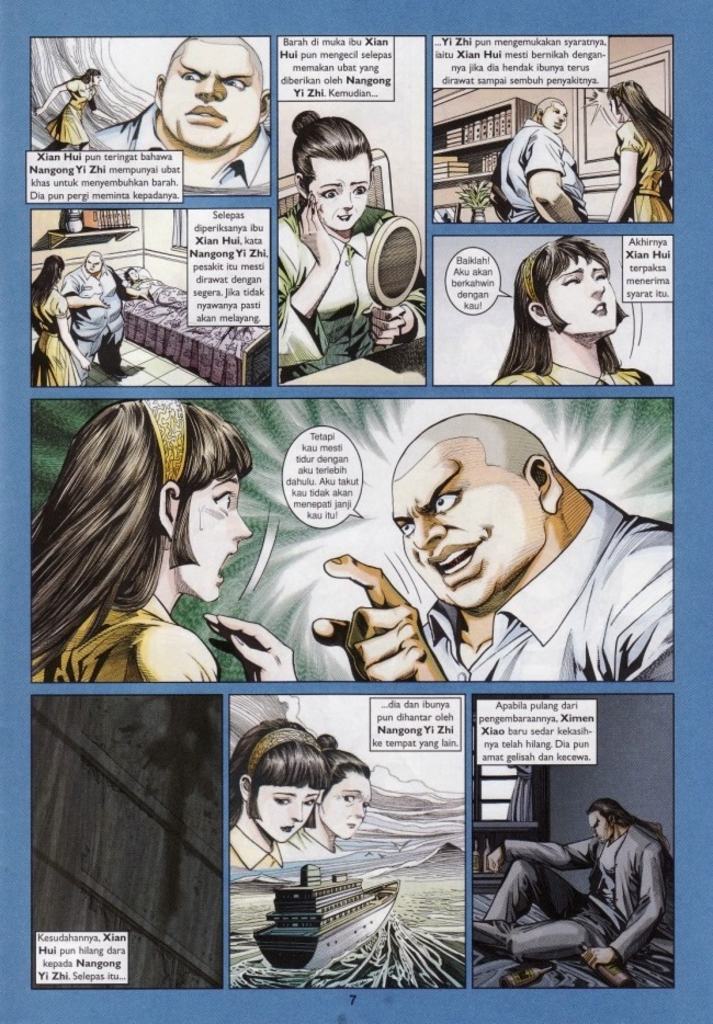 Xian Hui pun teringat bahawa
Nangong Yi Zhi mempunyai ubat
khas untuk menyembuhkan barah.
Dia pun pergi meminta kepadanya.
Selepas
diperiksanya ibu
Xian Hui, kata
Nangong Yi Zhi,
pesakit itu mesti
dirawat dengan
segera. Jika tidak
nyawanya pasti
akan melayang.
Barah di muka ibu Xian
Hui pun mengecil selepas
memakan ubat yang
diberikan oleh Nangong
Yi Zhi. Kemudian...
...Yi Zhi pun mengemukakan syaratnya,
iaitu Xian Hui mesti bernikah dengan-
nya jika dia hendak ibunya terus
dirawat sampai sembuh penyakitnya.
Baiklah!
Aku akan
berkahwin
dengan
kau!
Akhirnya
Xian Hui
terpaksa
menerima
syarat itu.
Tetapi
kau mesti
tidur dengan
aku terlebih
dahulu. Aku takut
kau tidak akan
menepati janji
kau itu!
Kesudahannya, Xian
Hui pun hilang dara
kepada Nangong
Yi Zhi. Selepas itu...
...dia dan ibunya
pun dihantar oleh
Nangong Yi Zhi
ke tempat yang lain.
Apabila pulang dari
pengembaraannya, Ximen
Xiao baru sedar kekasih-
nya telah hilang. Dia pun
amat gelisah dan kecewa.
7